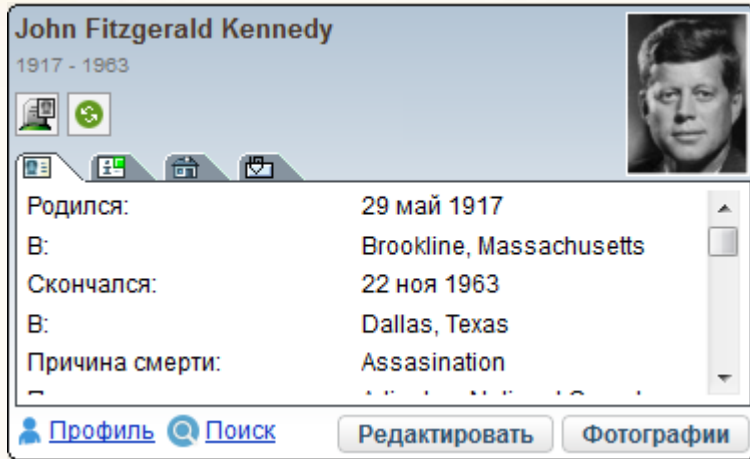 John Fitzgerald Kennedy
1917 - 1963
Родился: 29 май 1917
В: Brookline, Massachusetts
Скончался: 22 ноя 1963
В: Dallas, Texas
Причина смерти: Assasination
Профиль Поиск Редактировать Фотографии